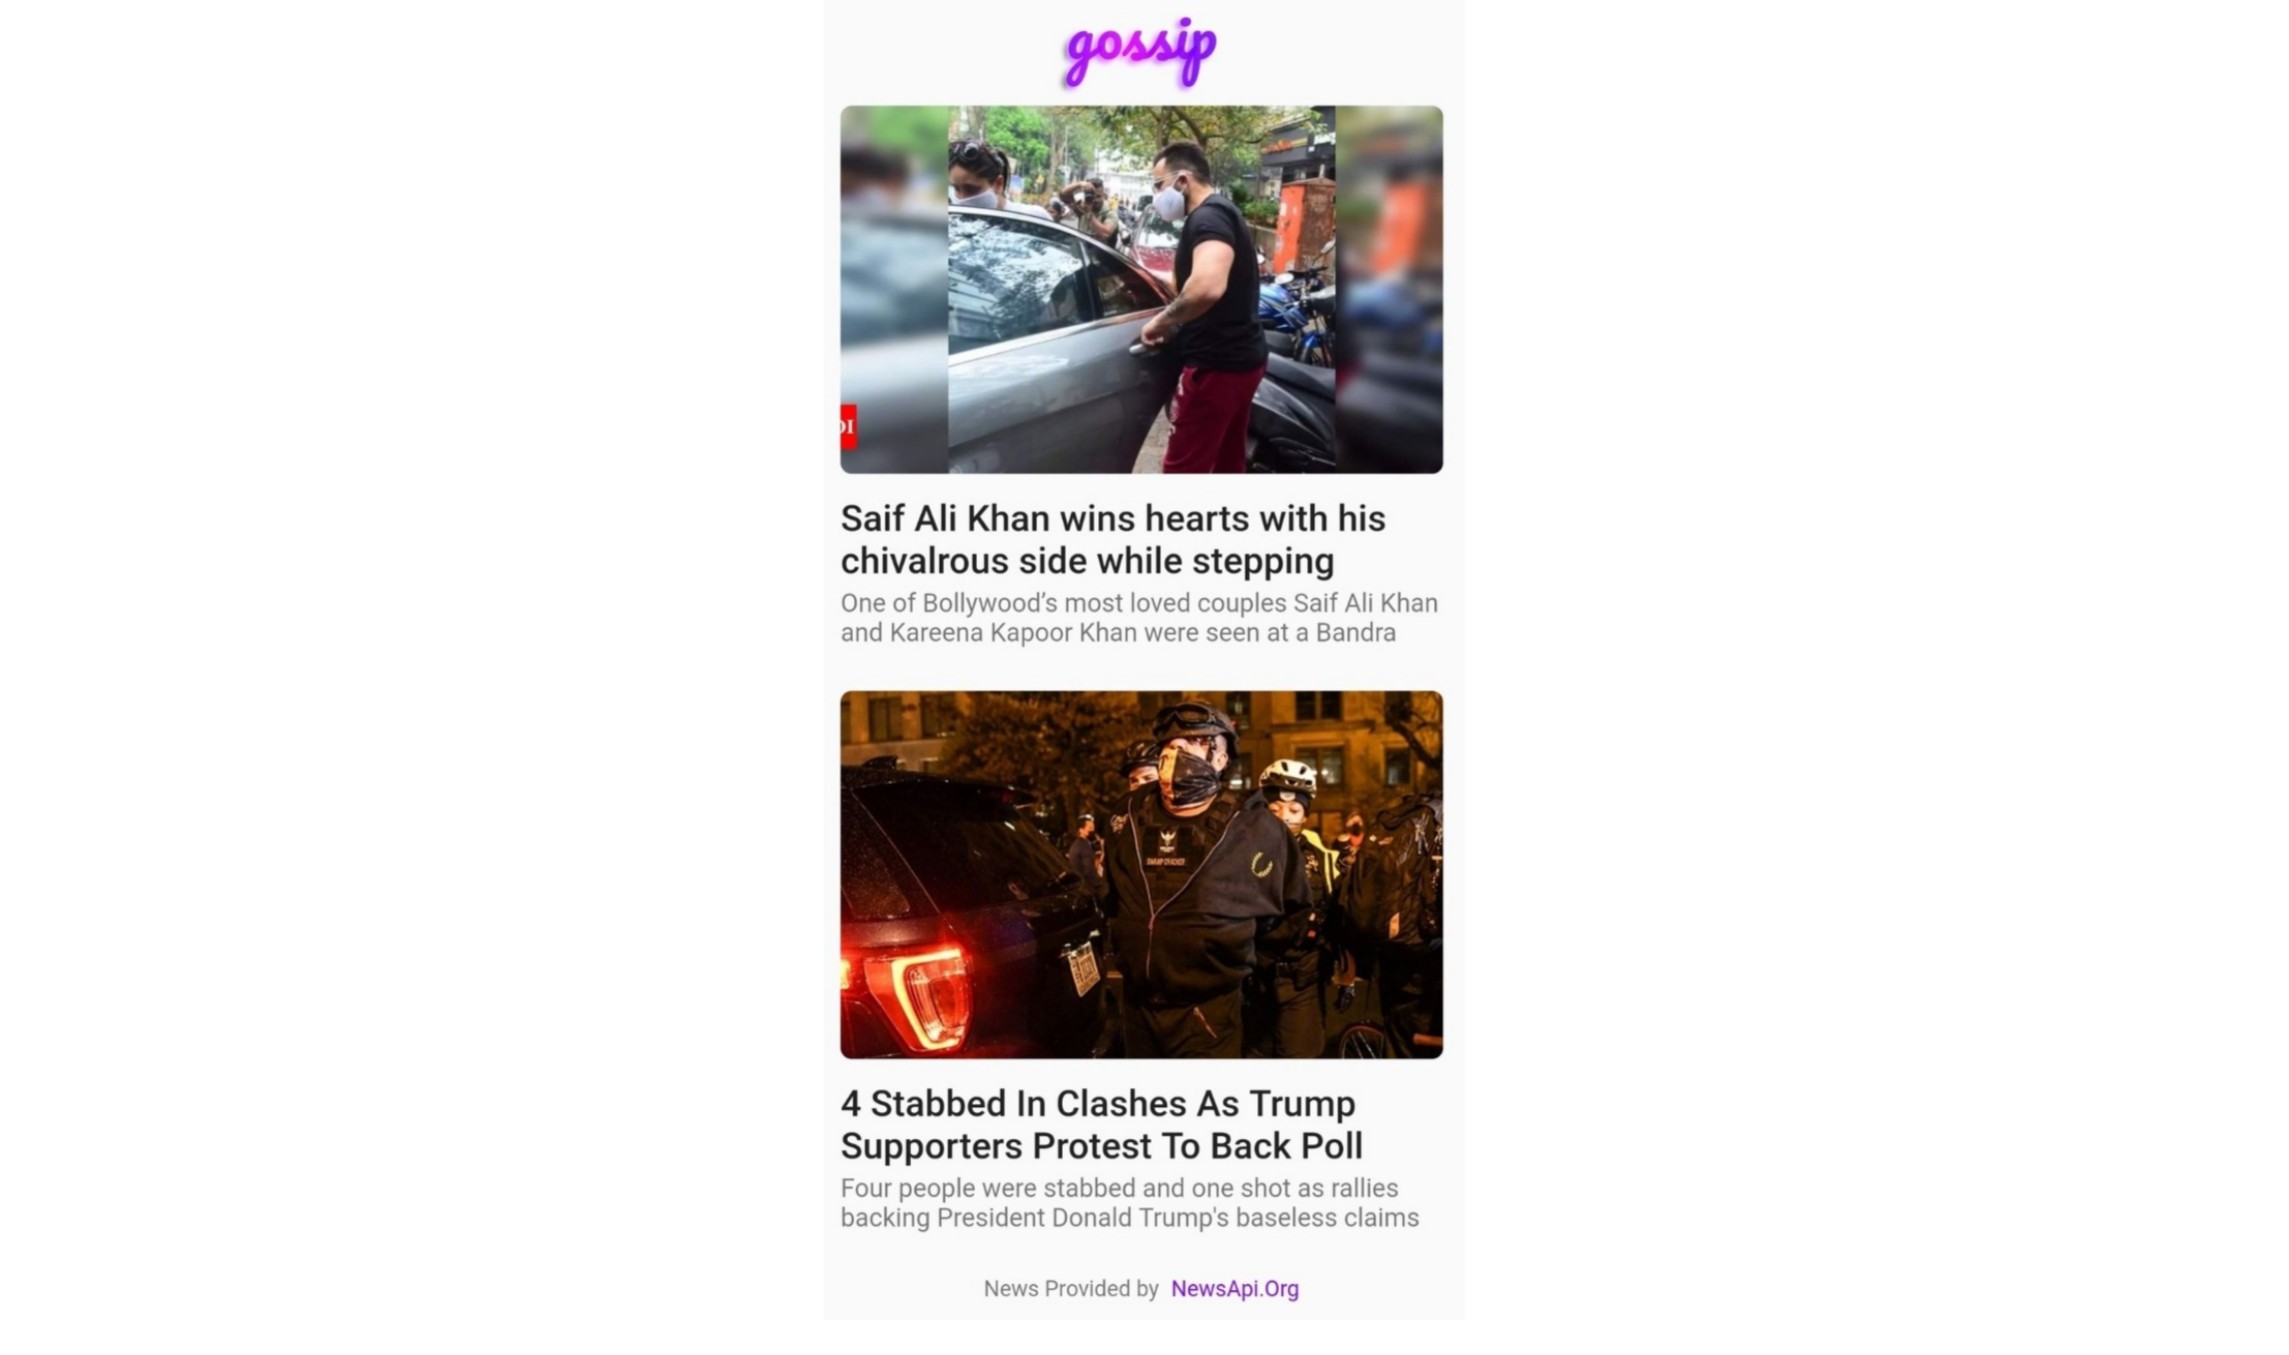 gossip
DI
Saif Ali Khan wins hearts with his
chivalrous side while stepping
One of Bollywood’s most loved couples Saif Ali Khan
and Kareena Kapoor Khan were seen at a Bandra
4 Stabbed In Clashes As Trump
Supporters Protest To Back Poll
Four people were stabbed and one shot as rallies
backing President Donald Trump's baseless claims
News Provided by NewsApi.Org